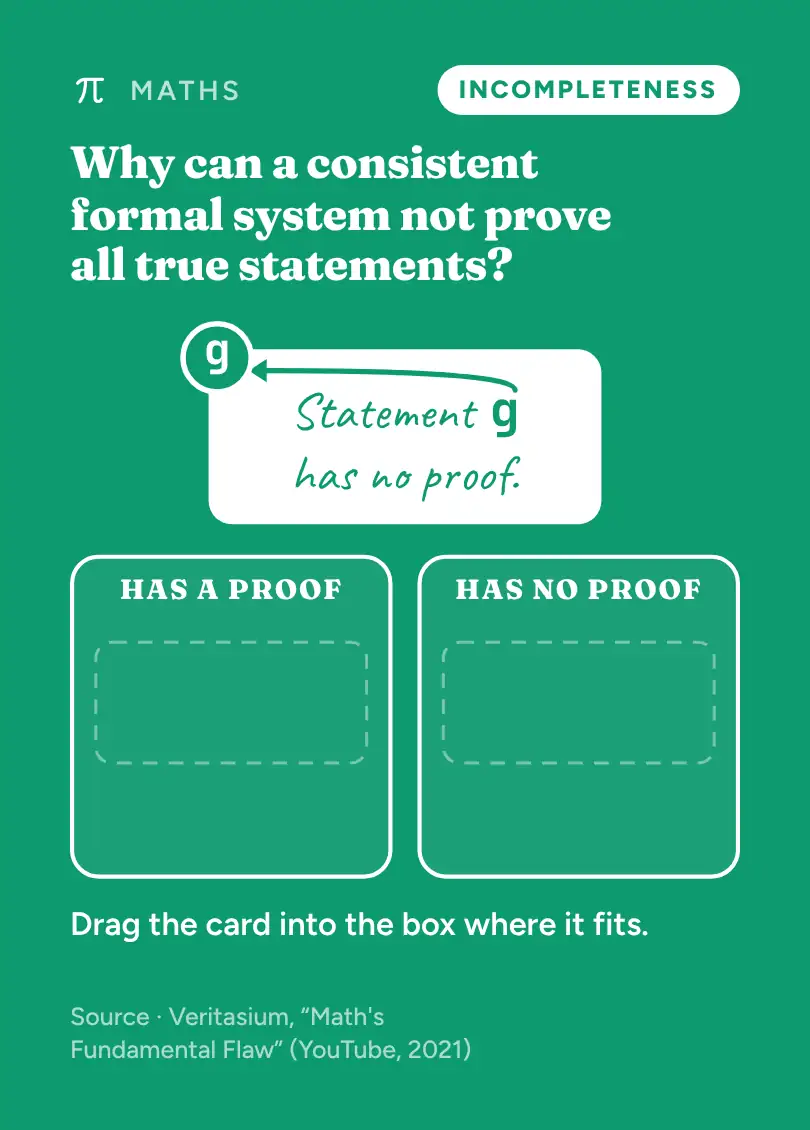 π MATHS
INCOMPLETENESS
Why can a consistent
formal system not prove
all true statements?
g
Statement g
has no proof.
HAS A PROOF
HAS NO PROOF
Drag the card into the box where it fits.
Source · Veritasium, “Math's
Fundamental Flaw” (YouTube, 2021)